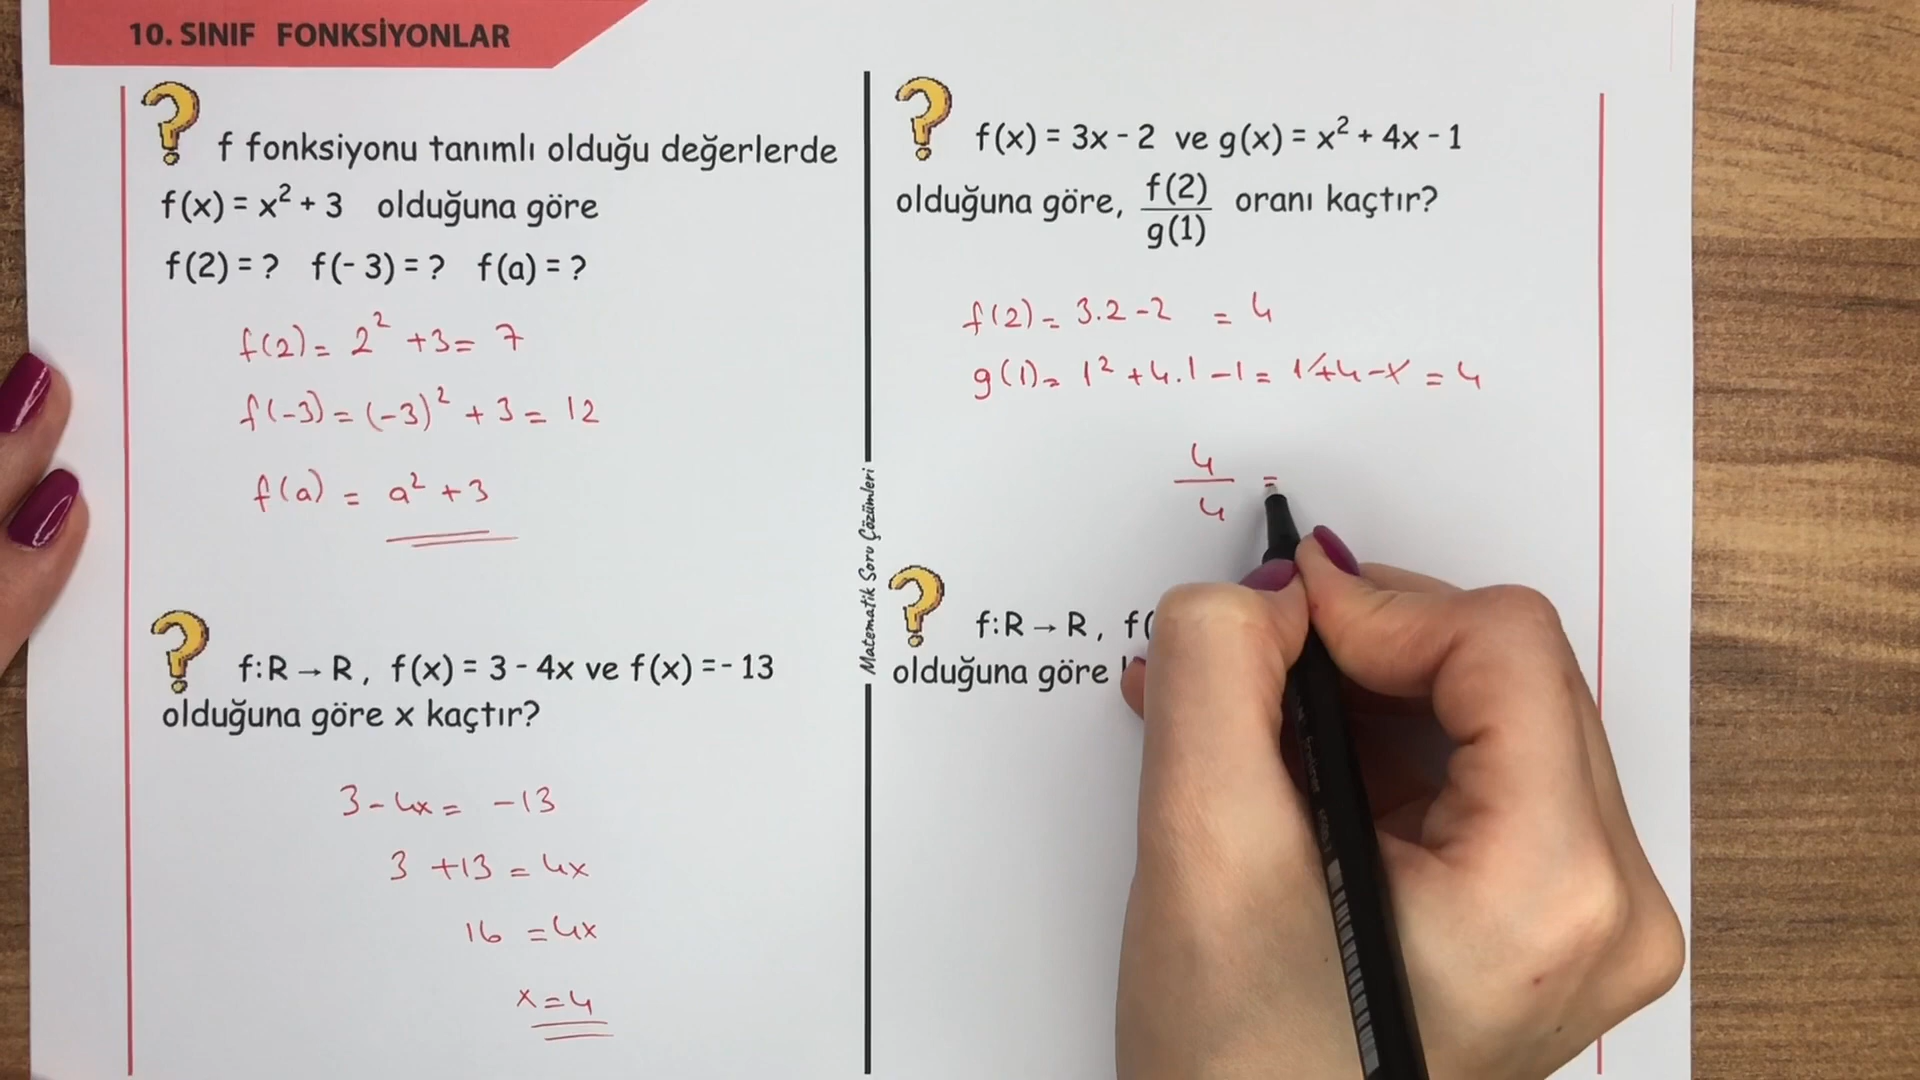 10. SINIF FONKSİYONLAR
f fonksiyonu tanımlı olduğu değerlerde
f(x) = x² + 3 olduğuna göre
f(2) = ? f(- 3) = ? f(a) = ?
f(2) = 2² + 3 = 7
f(-3) = (-3)² + 3 = 12
f(a) = a² + 3
f:R → R , f(x) = 3 - 4x ve f(x) = - 13
olduğuna göre x kaçtır?
3 - 4x = -13
3 + 13 = 4x
16 = 4x
x = 4
Matematik Soru Çözümleri
f(x) = 3x - 2 ve g(x) = x² + 4x - 1
olduğuna göre, f(2)/g(1) oranı kaçtır?
f(2) = 3.2 - 2 = 4
g(1) = 1² + 4.1 - 1 = 1 + 4 - 1 = 4
4/4 =
f:R → R , f(
olduğuna göre